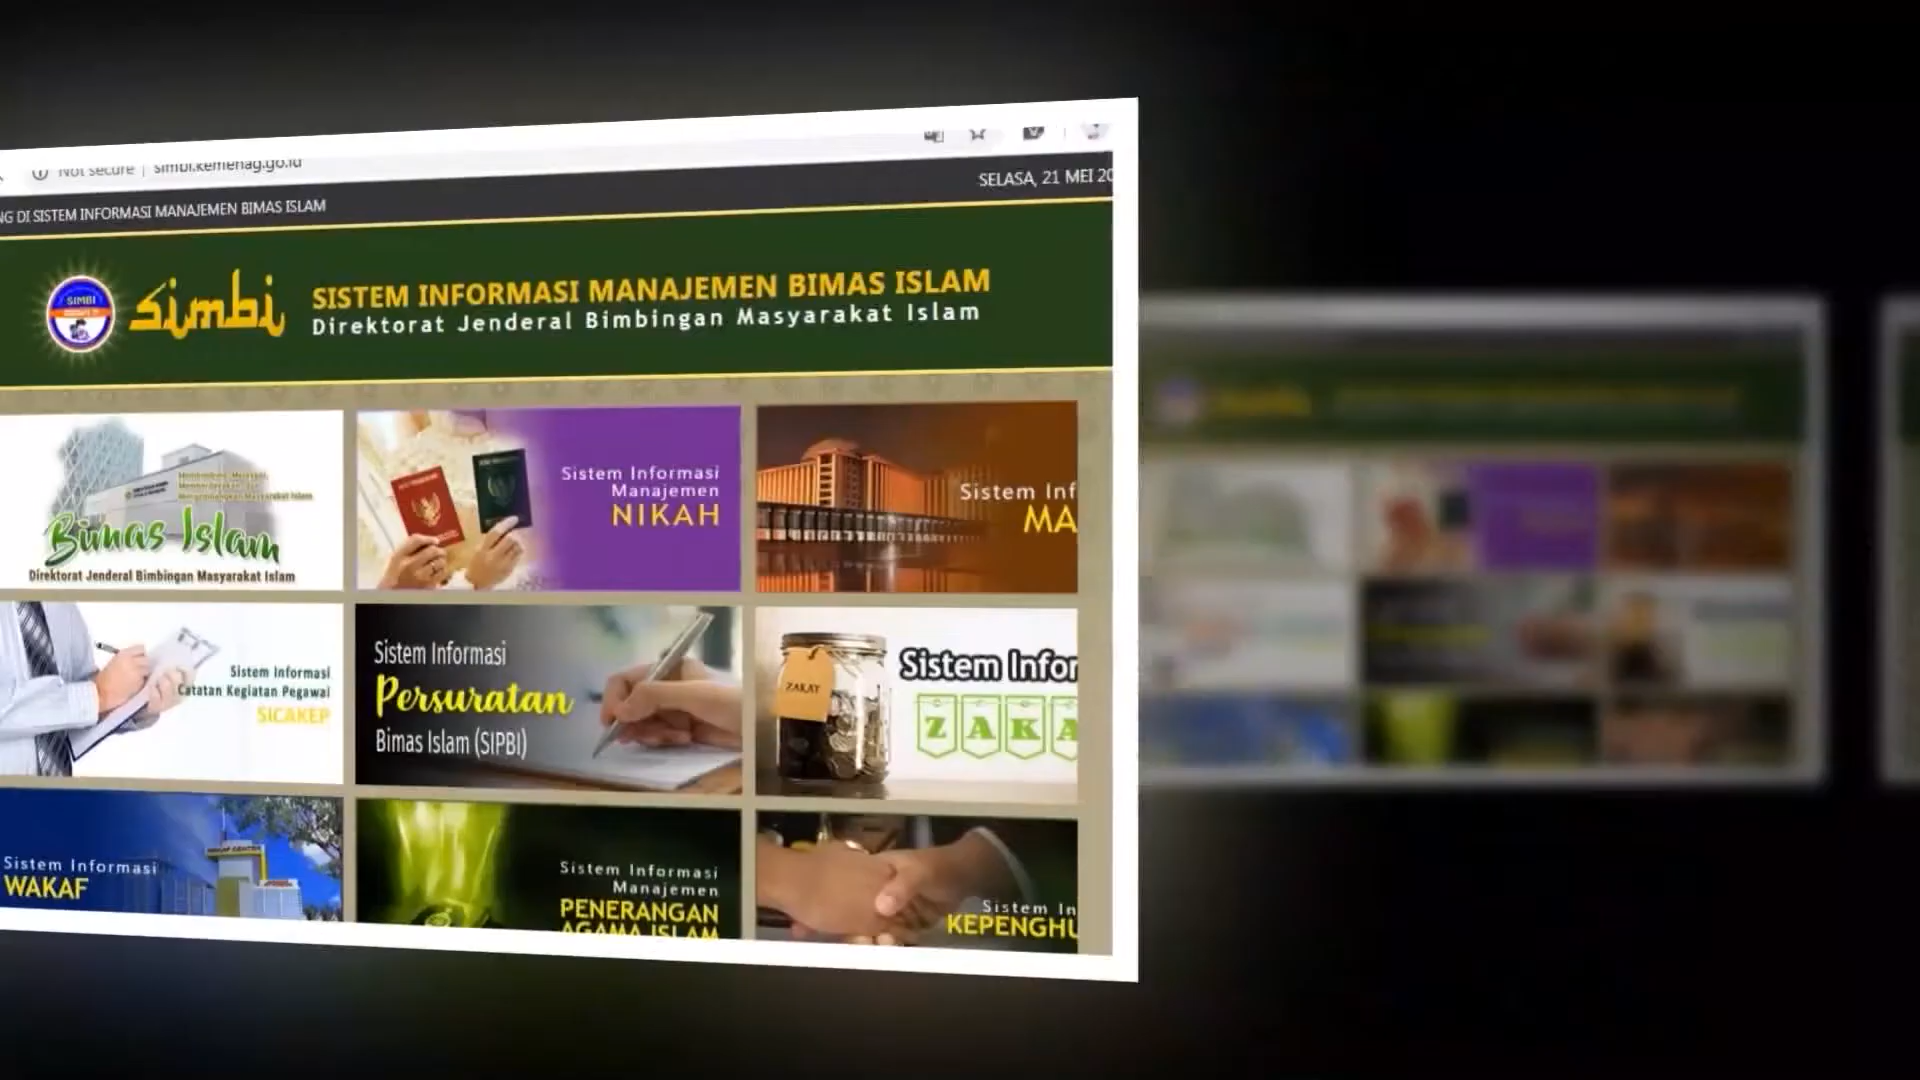 Not secure | simbi.kemenag.go.id
SELASA, 21 MEI 20
NG DI SISTEM INFORMASI MANAJEMEN BIMAS ISLAM
SIMBI
simbi
SISTEM INFORMASI MANAJEMEN BIMAS ISLAM
Direktorat Jenderal Bimbingan Masyarakat Islam
Bimas Islam
Direktorat Jenderal Bimbingan Masyarakat Islam
Sistem Informasi
Manajemen
NIKAH
Sistem Inf
MA
Sistem Informasi
Catatan Kegiatan Pegawai
SICAKEP
Sistem Informasi
Persuratan
Bimas Islam (SIPBI)
ZAKAT
Sistem Infor
ZAKA
Sistem Informasi
WAKAF
Sistem Informasi
Manajemen
PENERANGAN
AGAMA ISLAM
Sistem In
KEPENGHU